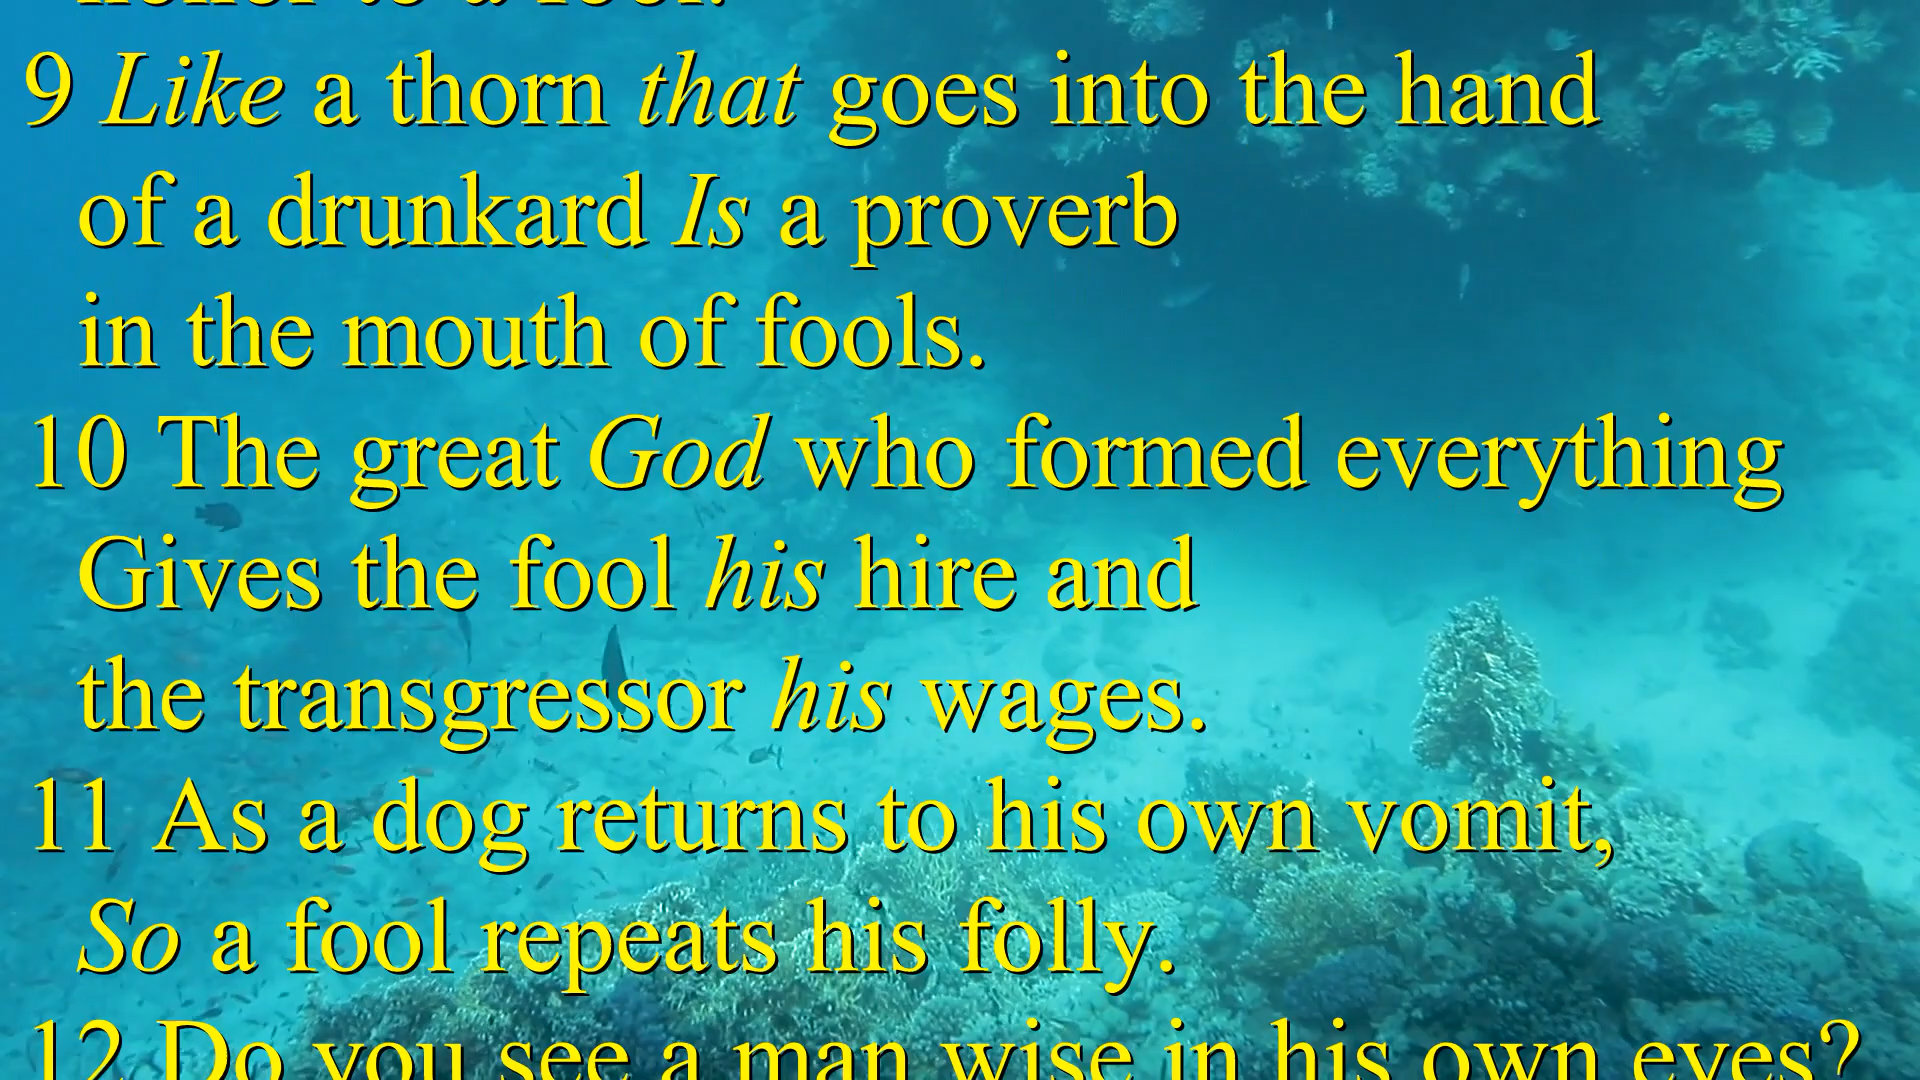 honor to a fool.
9 Like a thorn that goes into the hand
of a drunkard Is a proverb
in the mouth of fools.
10 The great God who formed everything
Gives the fool his hire and
the transgressor his wages.
11 As a dog returns to his own vomit,
So a fool repeats his folly.
12 Do you see a man wise in his own eyes?